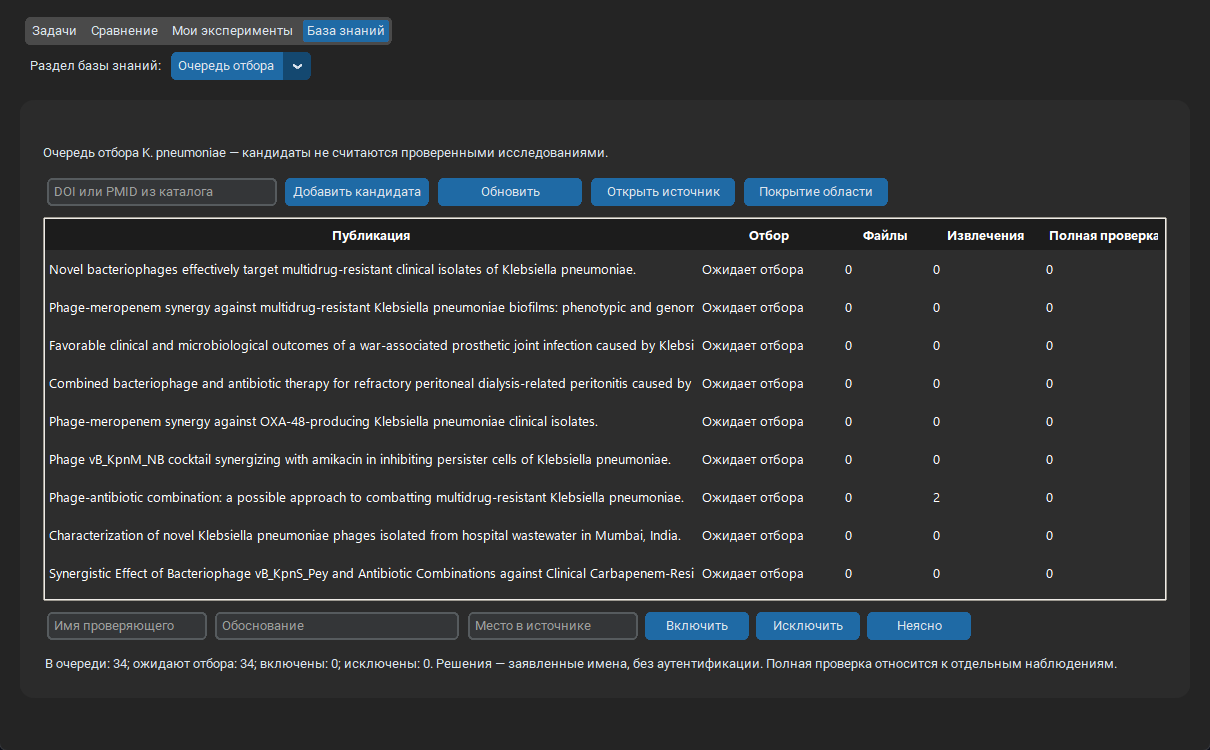 Задачи Сравнение Мои эксперименты База знаний
Раздел базы знаний: Очередь отбора
Очередь отбора K. pneumoniae — кандидаты не считаются проверенными исследованиями.
DOI или PMID из каталога Добавить кандидата Обновить Открыть источник Покрытие области
Публикация Отбор Файлы Извлечения Полная проверка
Novel bacteriophages effectively target multidrug-resistant clinical isolates of Klebsiella pneumoniae. Ожидает отбора 0 0 0
Phage-meropenem synergy against multidrug-resistant Klebsiella pneumoniae biofilms: phenotypic and genom Ожидает отбора 0 0 0
Favorable clinical and microbiological outcomes of a war-associated prosthetic joint infection caused by Klebsi Ожидает отбора 0 0 0
Combined bacteriophage and antibiotic therapy for refractory peritoneal dialysis-related peritonitis caused by Ожидает отбора 0 0 0
Phage-meropenem synergy against OXA-48-producing Klebsiella pneumoniae clinical isolates. Ожидает отбора 0 0 0
Phage vB_KpnM_NB cocktail synergizing with amikacin in inhibiting persister cells of Klebsiella pneumoniae. Ожидает отбора 0 0 0
Phage-antibiotic combination: a possible approach to combatting multidrug-resistant Klebsiella pneumoniae. Ожидает отбора 0 2 0
Characterization of novel Klebsiella pneumoniae phages isolated from hospital wastewater in Mumbai, India. Ожидает отбора 0 0 0
Synergistic Effect of Bacteriophage vB_KpnS_Pey and Antibiotic Combinations against Clinical Carbapenem-Resi Ожидает отбора 0 0 0
Имя проверяющего Обоснование Место в источнике Включить Исключить Неясно
В очереди: 34; ожидают отбора: 34; включены: 0; исключены: 0. Решения — заявленные имена, без аутентификации. Полная проверка относится к отдельным наблюдениям.